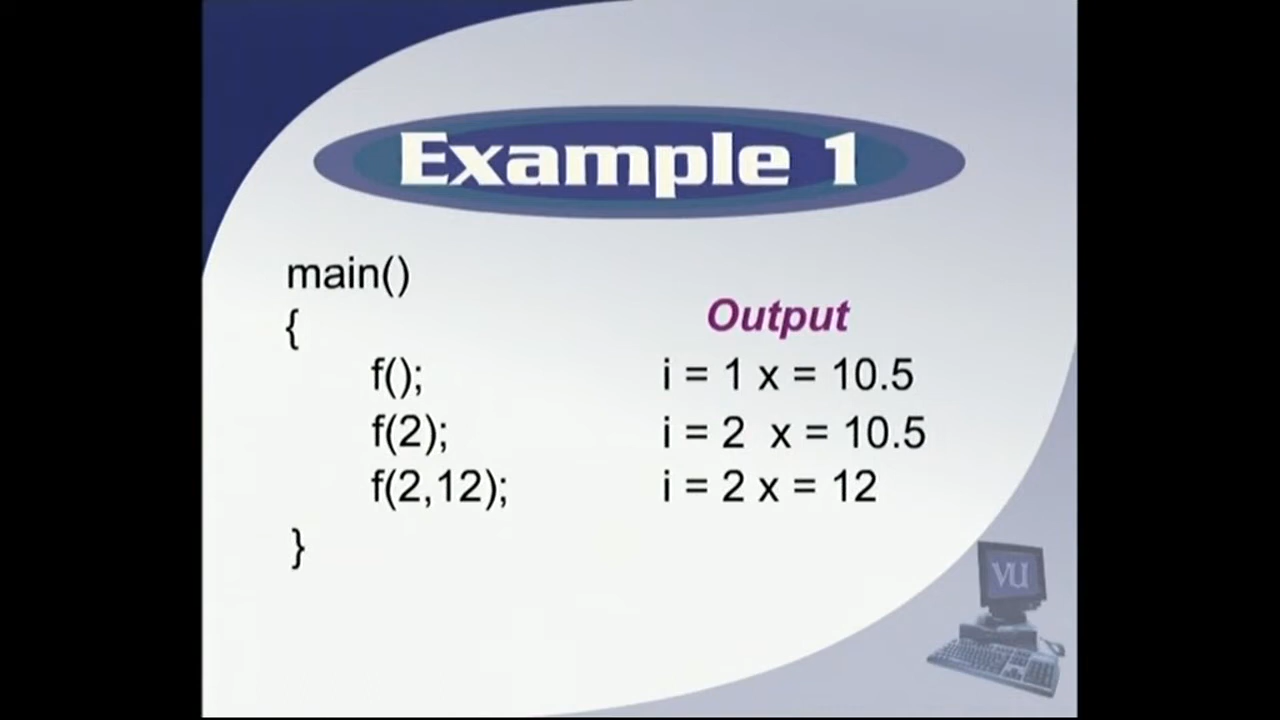 Example 1
main()
{
Output
f(); i = 1 x = 10.5
f(2); i = 2 x = 10.5
f(2,12); i = 2 x = 12
}
VU